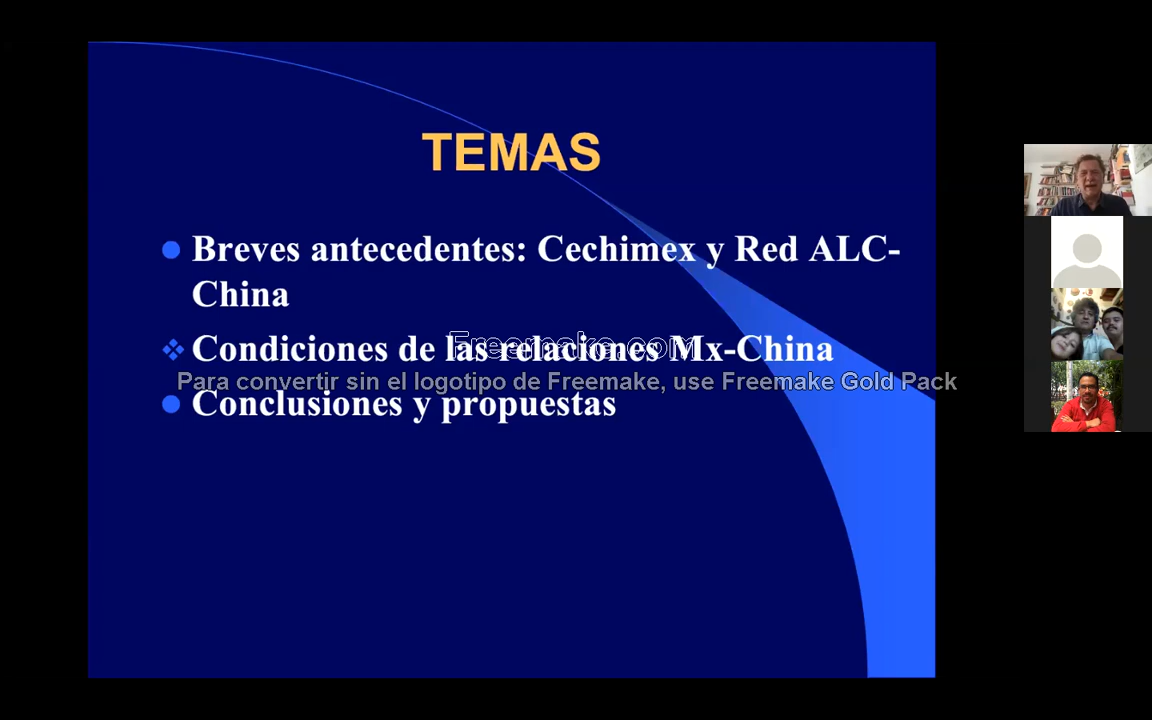 TEMAS
Breves antecedentes: Cechimex y Red ALC-
China
Freemake.com
Condiciones de las relaciones Mx-China
Para convertir sin el logotipo de Freemake, use Freemake Gold Pack
Conclusiones y propuestas